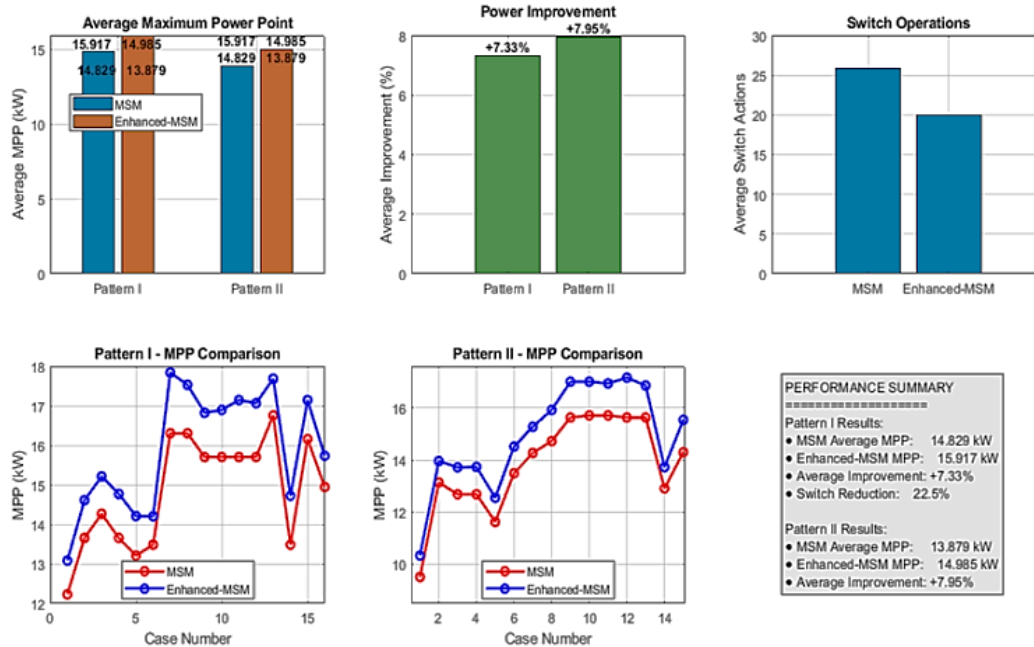 Average Maximum Power Point
15.917 14.985 15.917 14.985
14.829 13.879 14.829 13.879
MSM
Enhanced-MSM
Average MPP (kW)
15
10
5
0
Pattern I Pattern II
Power Improvement
+7.33%
+7.95%
Average Improvement (%)
8
6
4
2
0
Pattern I Pattern II
Switch Operations
Average Switch Actions
30
25
20
15
10
5
0
MSM Enhanced-MSM
Pattern I - MPP Comparison
MPP (kW)
18
17
16
15
14
13
12
MSM
Enhanced-MSM
5 10 15
Case Number
Pattern II - MPP Comparison
MPP (kW)
16
14
12
10
MSM
Enhanced-MSM
2 4 6 8 10 12 14
Case Number
PERFORMANCE SUMMARY
===================
Pattern I Results:
● MSM Average MPP: 14.829 kW
● Enhanced-MSM MPP: 15.917 kW
● Average Improvement: +7.33%
● Switch Reduction: 22.5%
Pattern II Results:
● MSM Average MPP: 13.879 kW
● Enhanced-MSM MPP: 14.985 kW
● Average Improvement: +7.95%